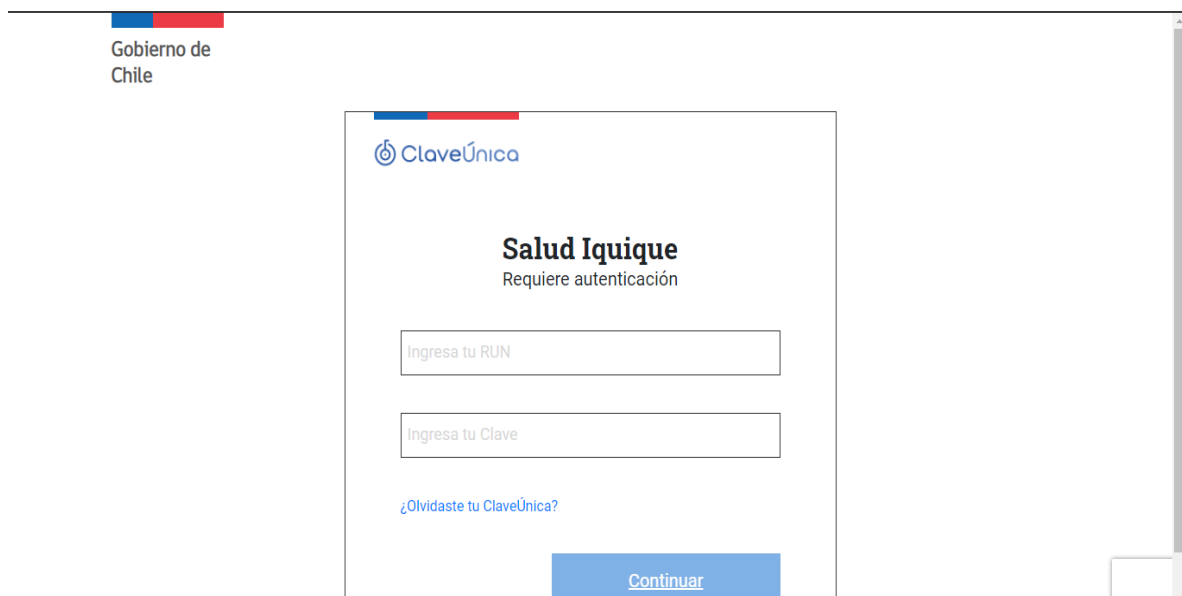 Gobierno de
Chile
ClaveÚnica
Salud Iquique
Requiere autenticación
Ingresa tu RUN
Ingresa tu Clave
¿Olvidaste tu ClaveÚnica?
Continuar